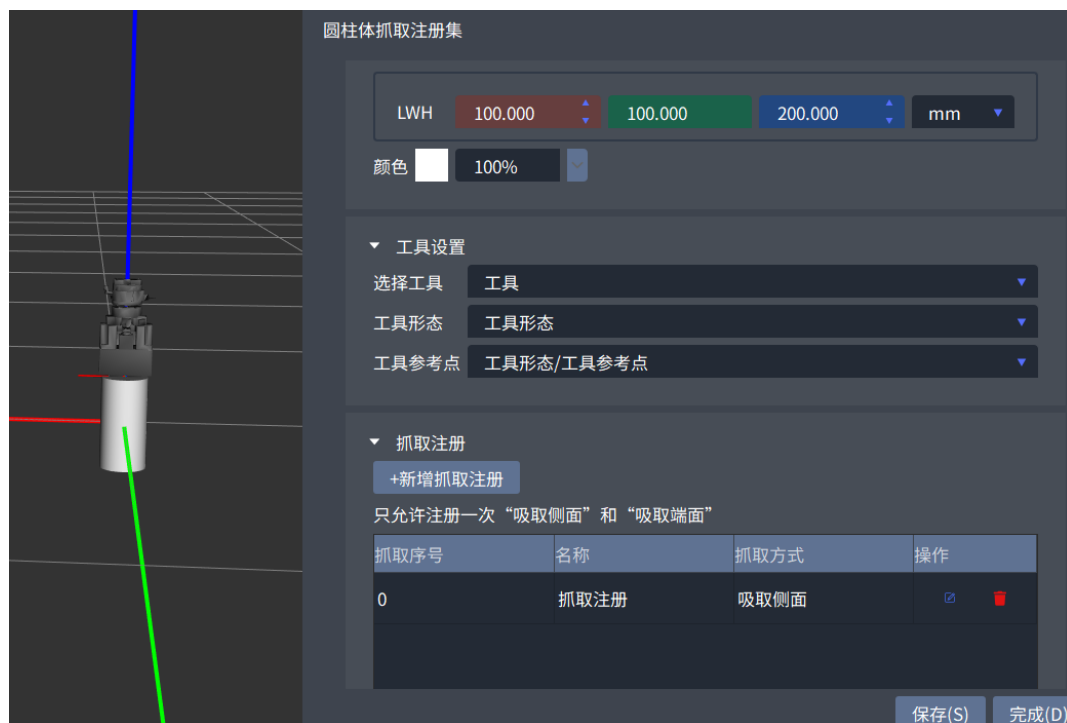 圆柱体抓取注册集
LWH 100.000 100.000 200.000 mm
颜色 100%
工具设置
选择工具 工具
工具形态 工具形态
工具参考点 工具形态/工具参考点
抓取注册
+新增抓取注册
只允许注册一次“吸取侧面”和“吸取端面”
抓取序号 名称 抓取方式 操作
0 抓取注册 吸取侧面
保存(S) 完成(D)